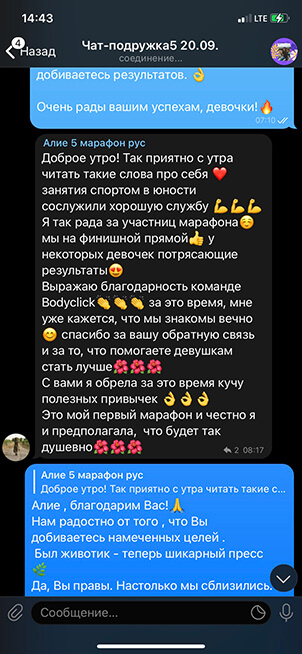 14:43
LTE
4
Назад
Чат-подружка5 20.09.
соединение...
добиваетесь результатов. 👌
Очень рады вашим успехам, девочки!🔥
07:10
Алие 5 марафон рус
Доброе утро! Так приятно с утра
читать такие слова про себя ❤️
занятия спортом в юности
сослужили хорошую службу 💪💪💪
Я так рада за участниц марафона☺️
мы на финишной прямой👍 у
некоторых девочек потрясающие
результаты😍
Выражаю благодарность команде
Bodyclick👏👏👏 за это время, мне
уже кажется, что мы знакомы вечно
😊 спасибо за вашу обратную связь
и за то, что помогаете девушкам
стать лучше🌺🌺🌺
С вами я обрела за это время кучу
полезных привычек 👌👌👌
Это мой первый марафон и честно я
и предполагала, что будет так
душевно🌺🌺🌺
2 08:17
Алие 5 марафон рус
Доброе утро! Так приятно с утра читать такие с...
Алие , благодарим Вас!🙏
Нам радостно от того , что Вы
добиваетесь намеченных целей .
Был животик - теперь шикарный пресс
🌿
Да, Вы правы. Настолько мы сблизились.
Сообщение...